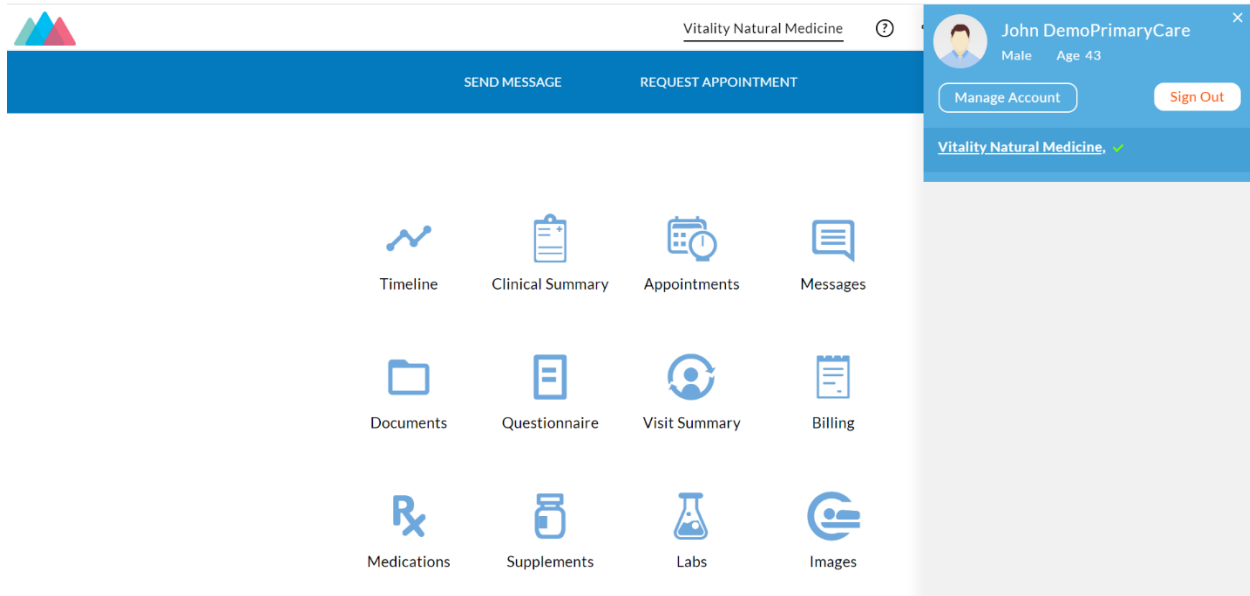 Vitality Natural Medicine ?
SEND MESSAGE REQUEST APPOINTMENT
John DemoPrimaryCare
Male Age 43
Manage Account Sign Out
Vitality Natural Medicine,
Timeline Clinical Summary Appointments Messages
Documents Questionnaire Visit Summary Billing
Rx
Medications Supplements Labs Images